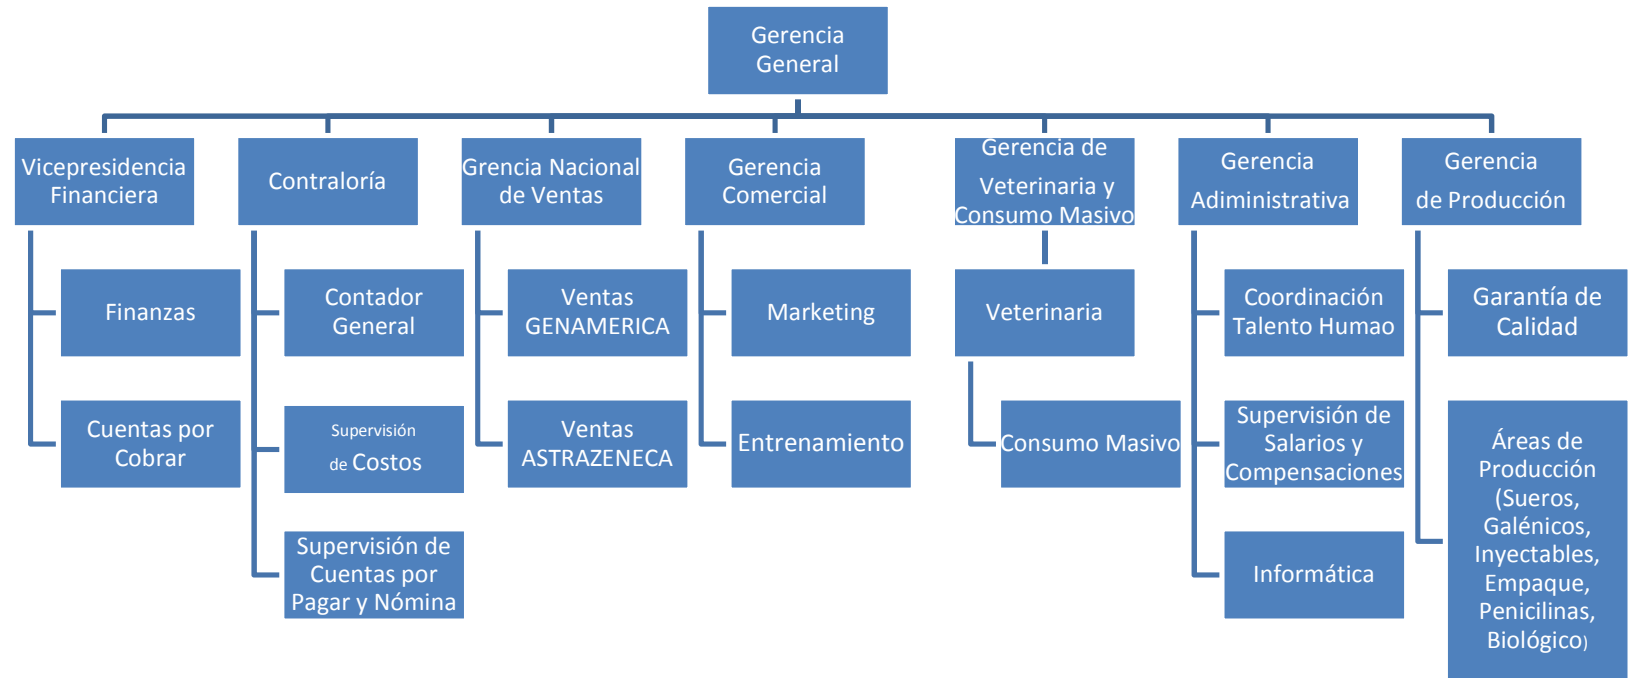 Gerencia
General
Vicepresidencia
Financiera
Contraloría
Grencia Nacional
de Ventas
Gerencia
Comercial
Gerencia de
Veterinaria y
Consumo Masivo
Gerencia
Adiministrativa
Gerencia
de Producción
Finanzas
Contador
General
Ventas
GENAMERICA
Marketing
Veterinaria
Coordinación
Talento Humao
Garantía de
Calidad
Cuentas por
Cobrar
Supervisión
de Costos
Ventas
ASTRAZENECA
Entrenamiento
Consumo Masivo
Supervisión de
Salarios y
Compensaciones
Áreas de
Producción
(Sueros,
Galénicos,
Inyectables,
Empaque,
Penicilinas,
Biológico)
Supervisión de
Cuentas por
Pagar y Nómina
Informática